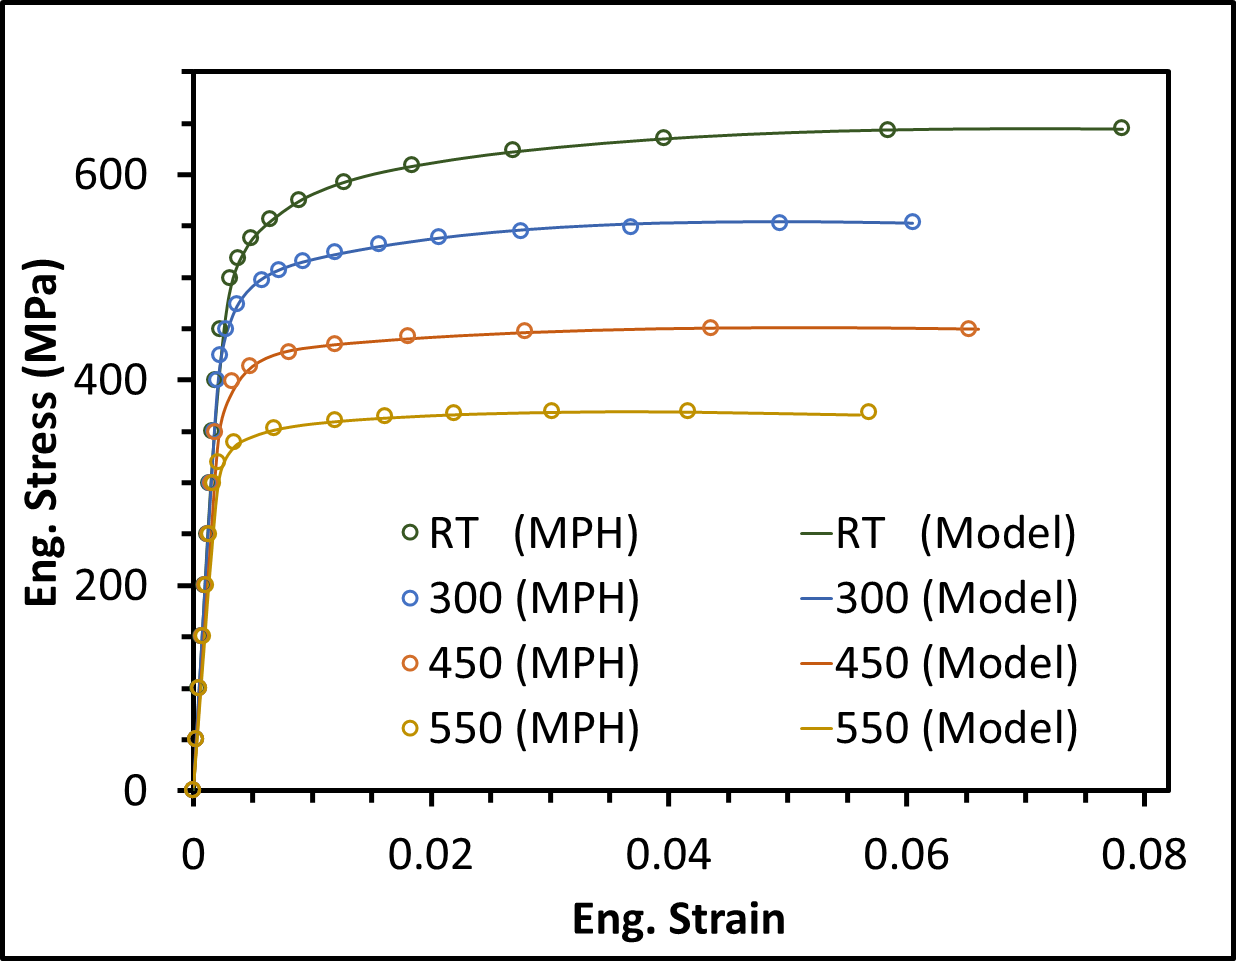 600
400
200
0
Eng. Stress (MPa)
RT (MPH) RT (Model)
300 (MPH) 300 (Model)
450 (MPH) 450 (Model)
550 (MPH) 550 (Model)
0 0.02 0.04 0.06 0.08
Eng. Strain